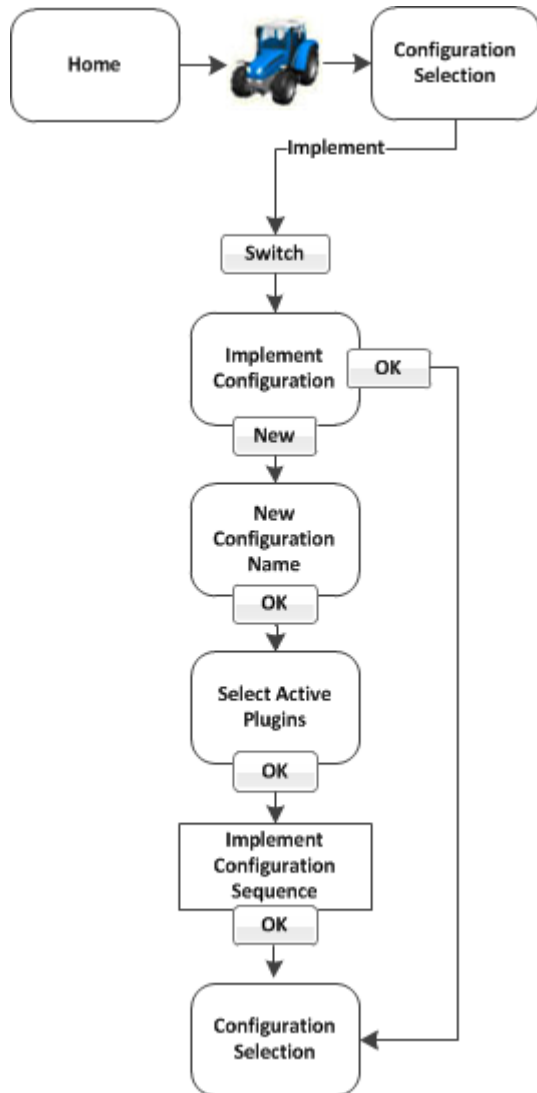 Home
Configuration
Selection
Implement
Switch
Implement
Configuration
OK
New
New
Configuration
Name
OK
Select Active
Plugins
OK
Implement
Configuration
Sequence
OK
Configuration
Selection